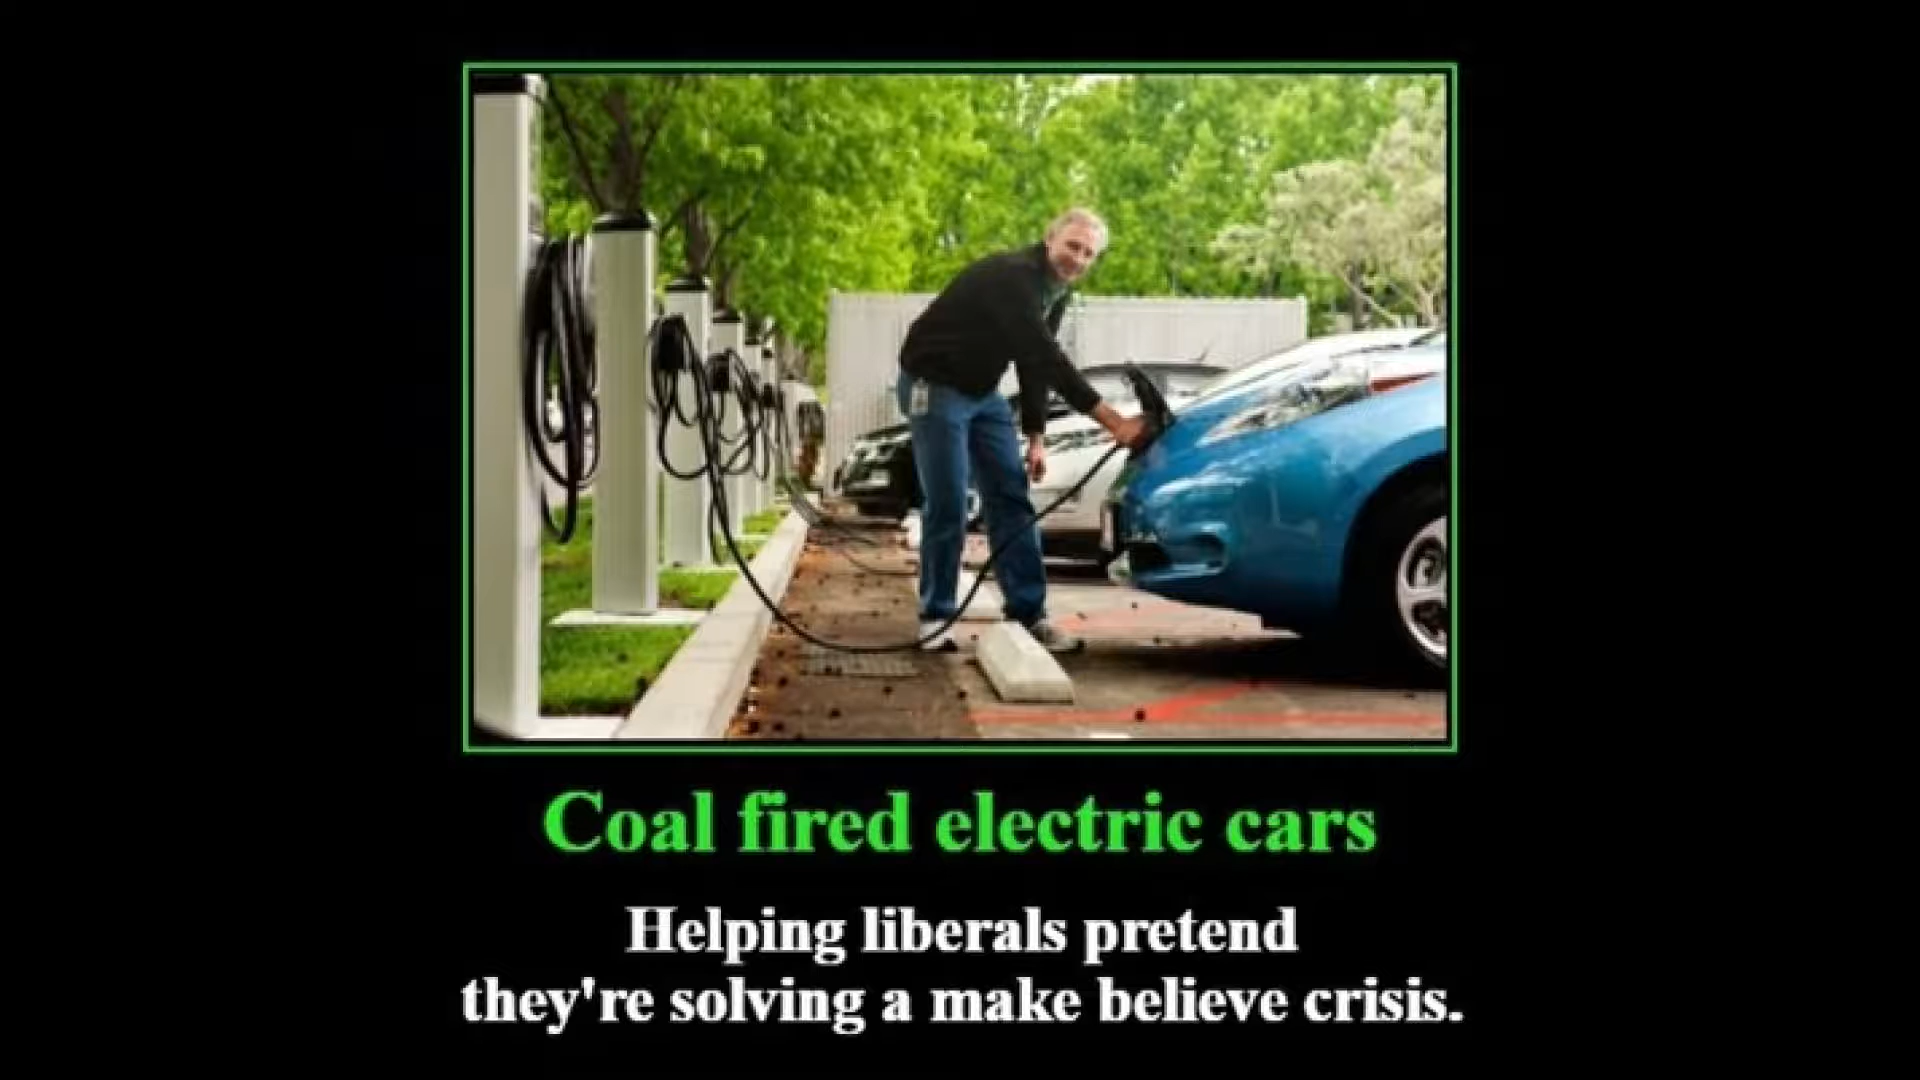 Coal fired electric cars
Helping liberals pretend
they're solving a make believe crisis.